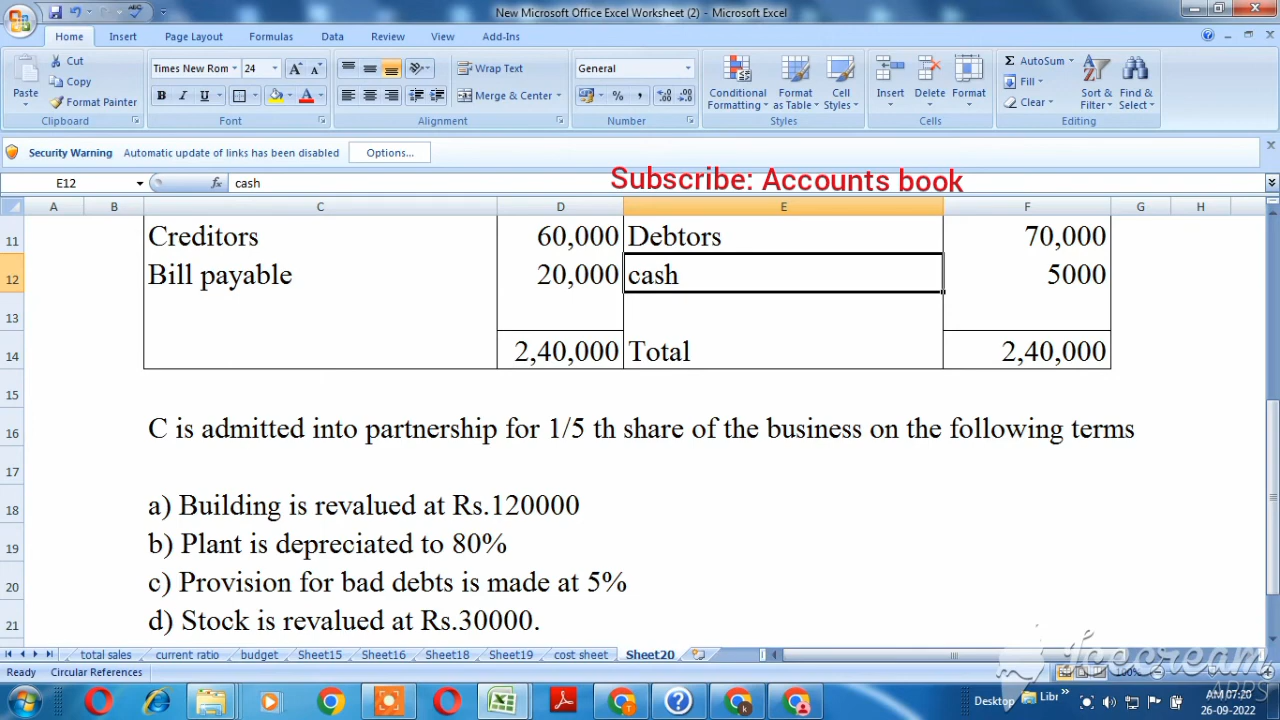 New Microsoft Office Excel Worksheet (2) - Microsoft Excel
Home Insert Page Layout Formulas Data Review View Add-Ins
Cut
Copy
Format Painter
Paste
Clipboard
Times New Rom 24
B I U
Font
Wrap Text
Merge & Center
Alignment
General
% ,
Number
Conditional Formatting
Format as Table
Cell Styles
Styles
Insert Delete Format
Cells
AutoSum
Fill
Clear
Sort & Filter
Find & Select
Editing
Security Warning Automatic update of links has been disabled Options...
Subscribe: Accounts book
E12 fx cash
A B C D E F G H
11 Creditors 60,000 Debtors 70,000
12 Bill payable 20,000 cash 5000
13
14 2,40,000 Total 2,40,000
15
16 C is admitted into partnership for 1/5 th share of the business on the following terms
17
18 a) Building is revalued at Rs.120000
19 b) Plant is depreciated to 80%
20 c) Provision for bad debts is made at 5%
21 d) Stock is revalued at Rs.30000.
total sales current ratio budget Sheet15 Sheet16 Sheet18 Sheet19 cost sheet Sheet20
Ready Circular References 100%
Icecream
APPS
Desktop Libr
AM 07:20
26-09-2022